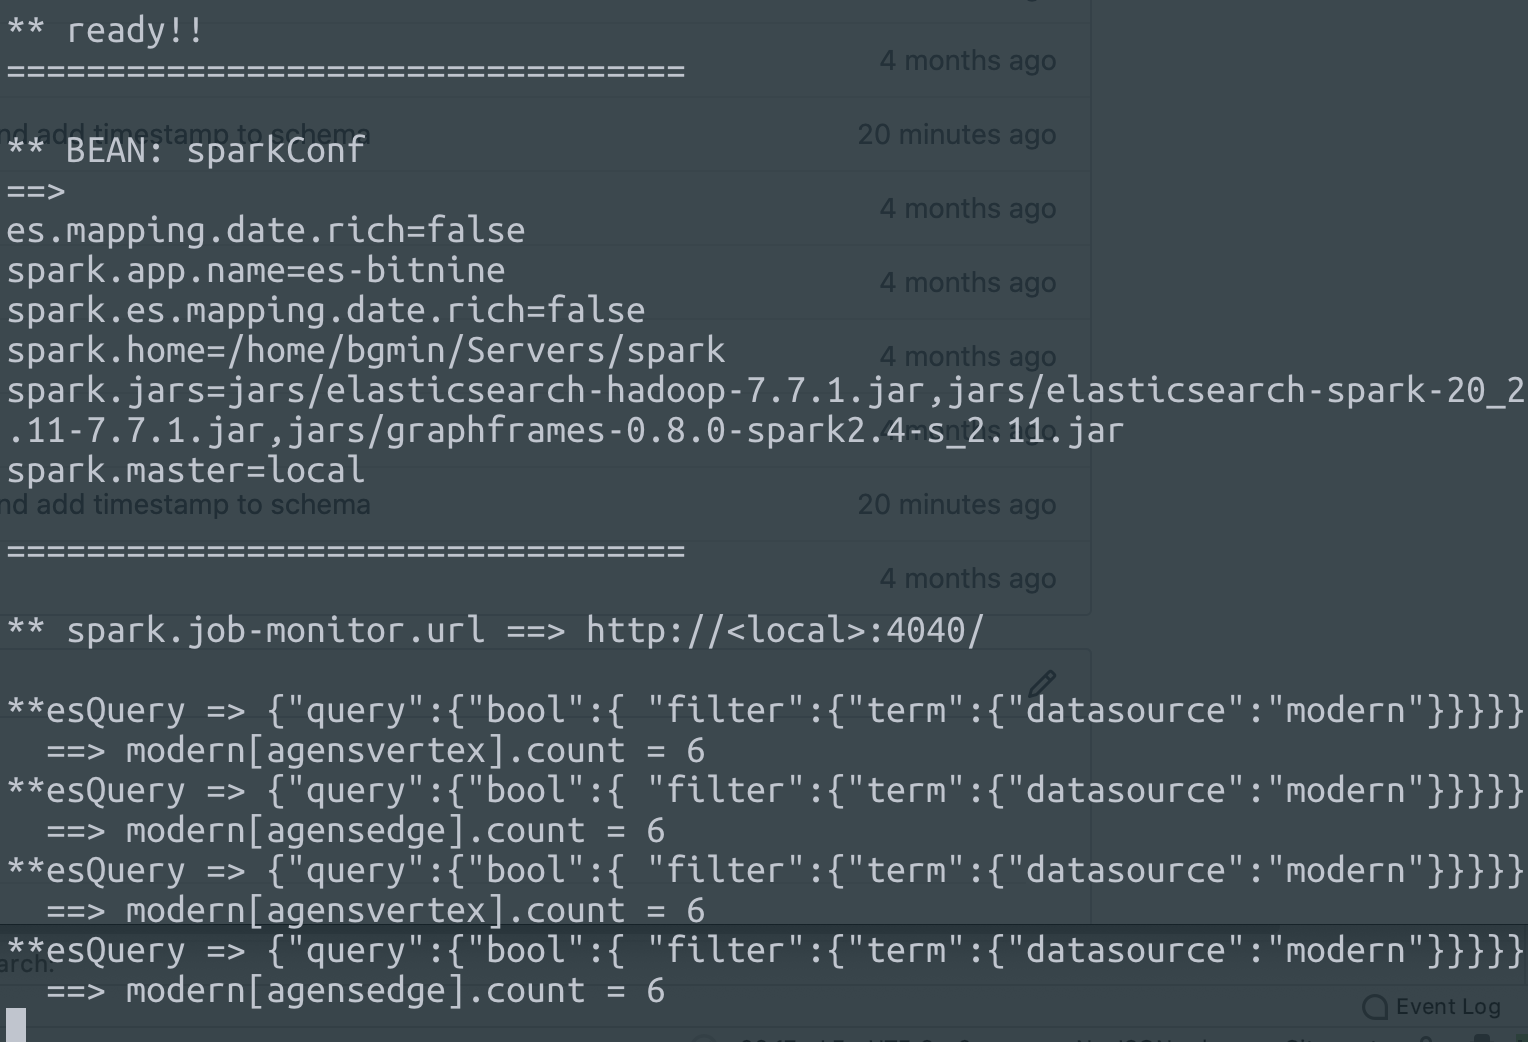 ** ready!!
==================================
4 months ago
nd add timestamp to schema
20 minutes ago
** BEAN: sparkConf
==>
4 months ago
es.mapping.date.rich=false
spark.app.name=es-bitnine
4 months ago
spark.es.mapping.date.rich=false
spark.home=/home/bgmin/Servers/spark
4 months ago
spark.jars=jars/elasticsearch-hadoop-7.7.1.jar,jars/elasticsearch-spark-20_2
.11-7.7.1.jar,jars/graphframes-0.8.0-spark2.4-s_2.11.jar
4 months ago
spark.master=local
nd add timestamp to schema
20 minutes ago
==================================
4 months ago
** spark.job-monitor.url ==> http://<local>:4040/
**esQuery => {"query":{"bool":{ "filter":{"term":{"datasource":"modern"}}}}}
==> modern[agensvertex].count = 6
**esQuery => {"query":{"bool":{ "filter":{"term":{"datasource":"modern"}}}}}
==> modern[agensedge].count = 6
**esQuery => {"query":{"bool":{ "filter":{"term":{"datasource":"modern"}}}}}
==> modern[agensvertex].count = 6
**esQuery => {"query":{"bool":{ "filter":{"term":{"datasource":"modern"}}}}}
arch.
==> modern[agensedge].count = 6
Event Log